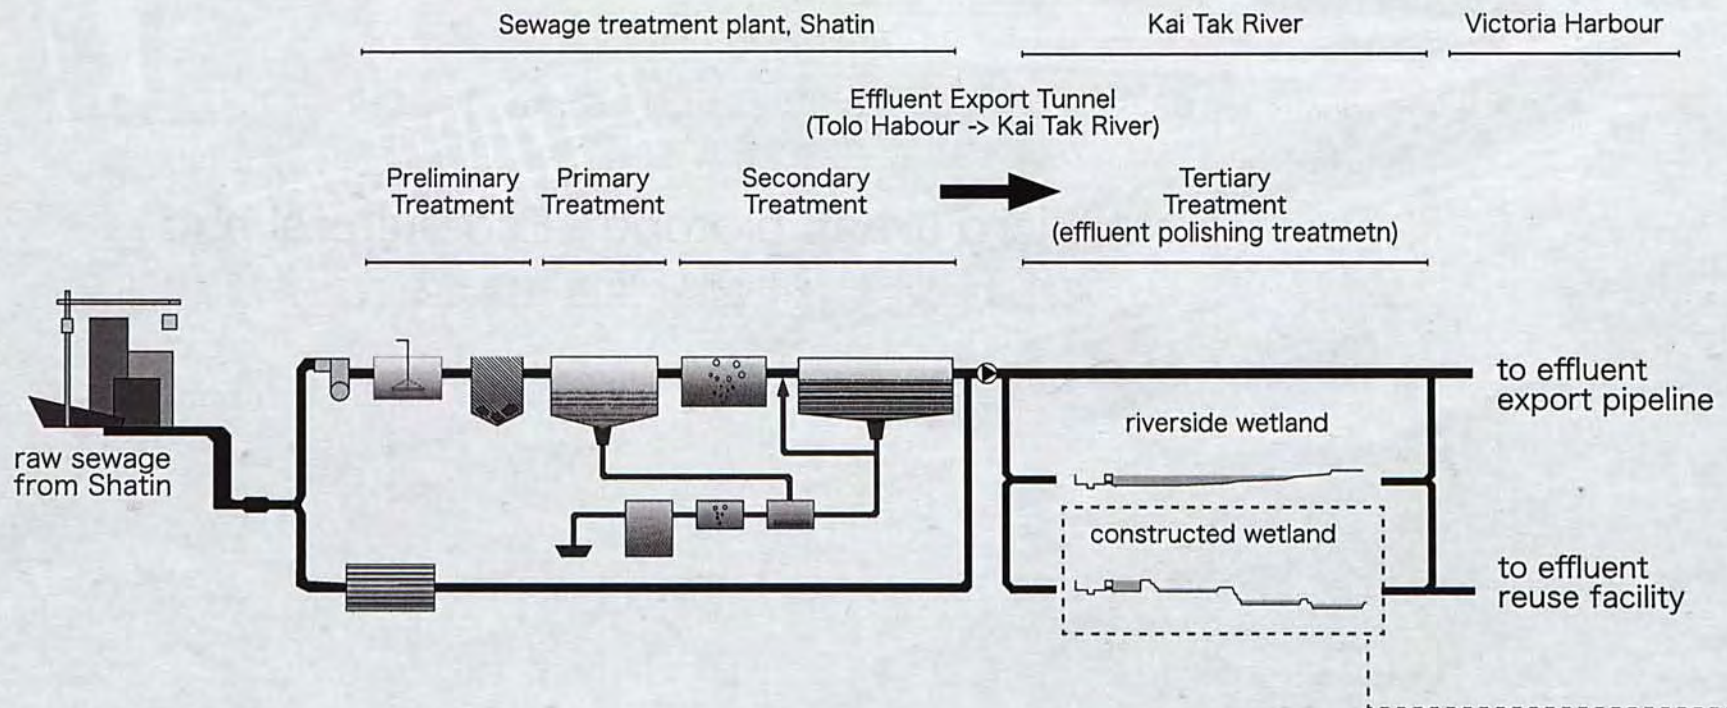 Sewage treatment plant, Shatin
Kai Tak River
Victoria Harbour
Effluent Export Tunnel
(Tolo Habour -> Kai Tak River)
Preliminary
Treatment
Primary
Treatment
Secondary
Treatment
Tertiary
Treatment
(effluent polishing treatmetn)
raw sewage
from Shatin
to effluent
export pipeline
riverside wetland
constructed wetland
to effluent
reuse facility